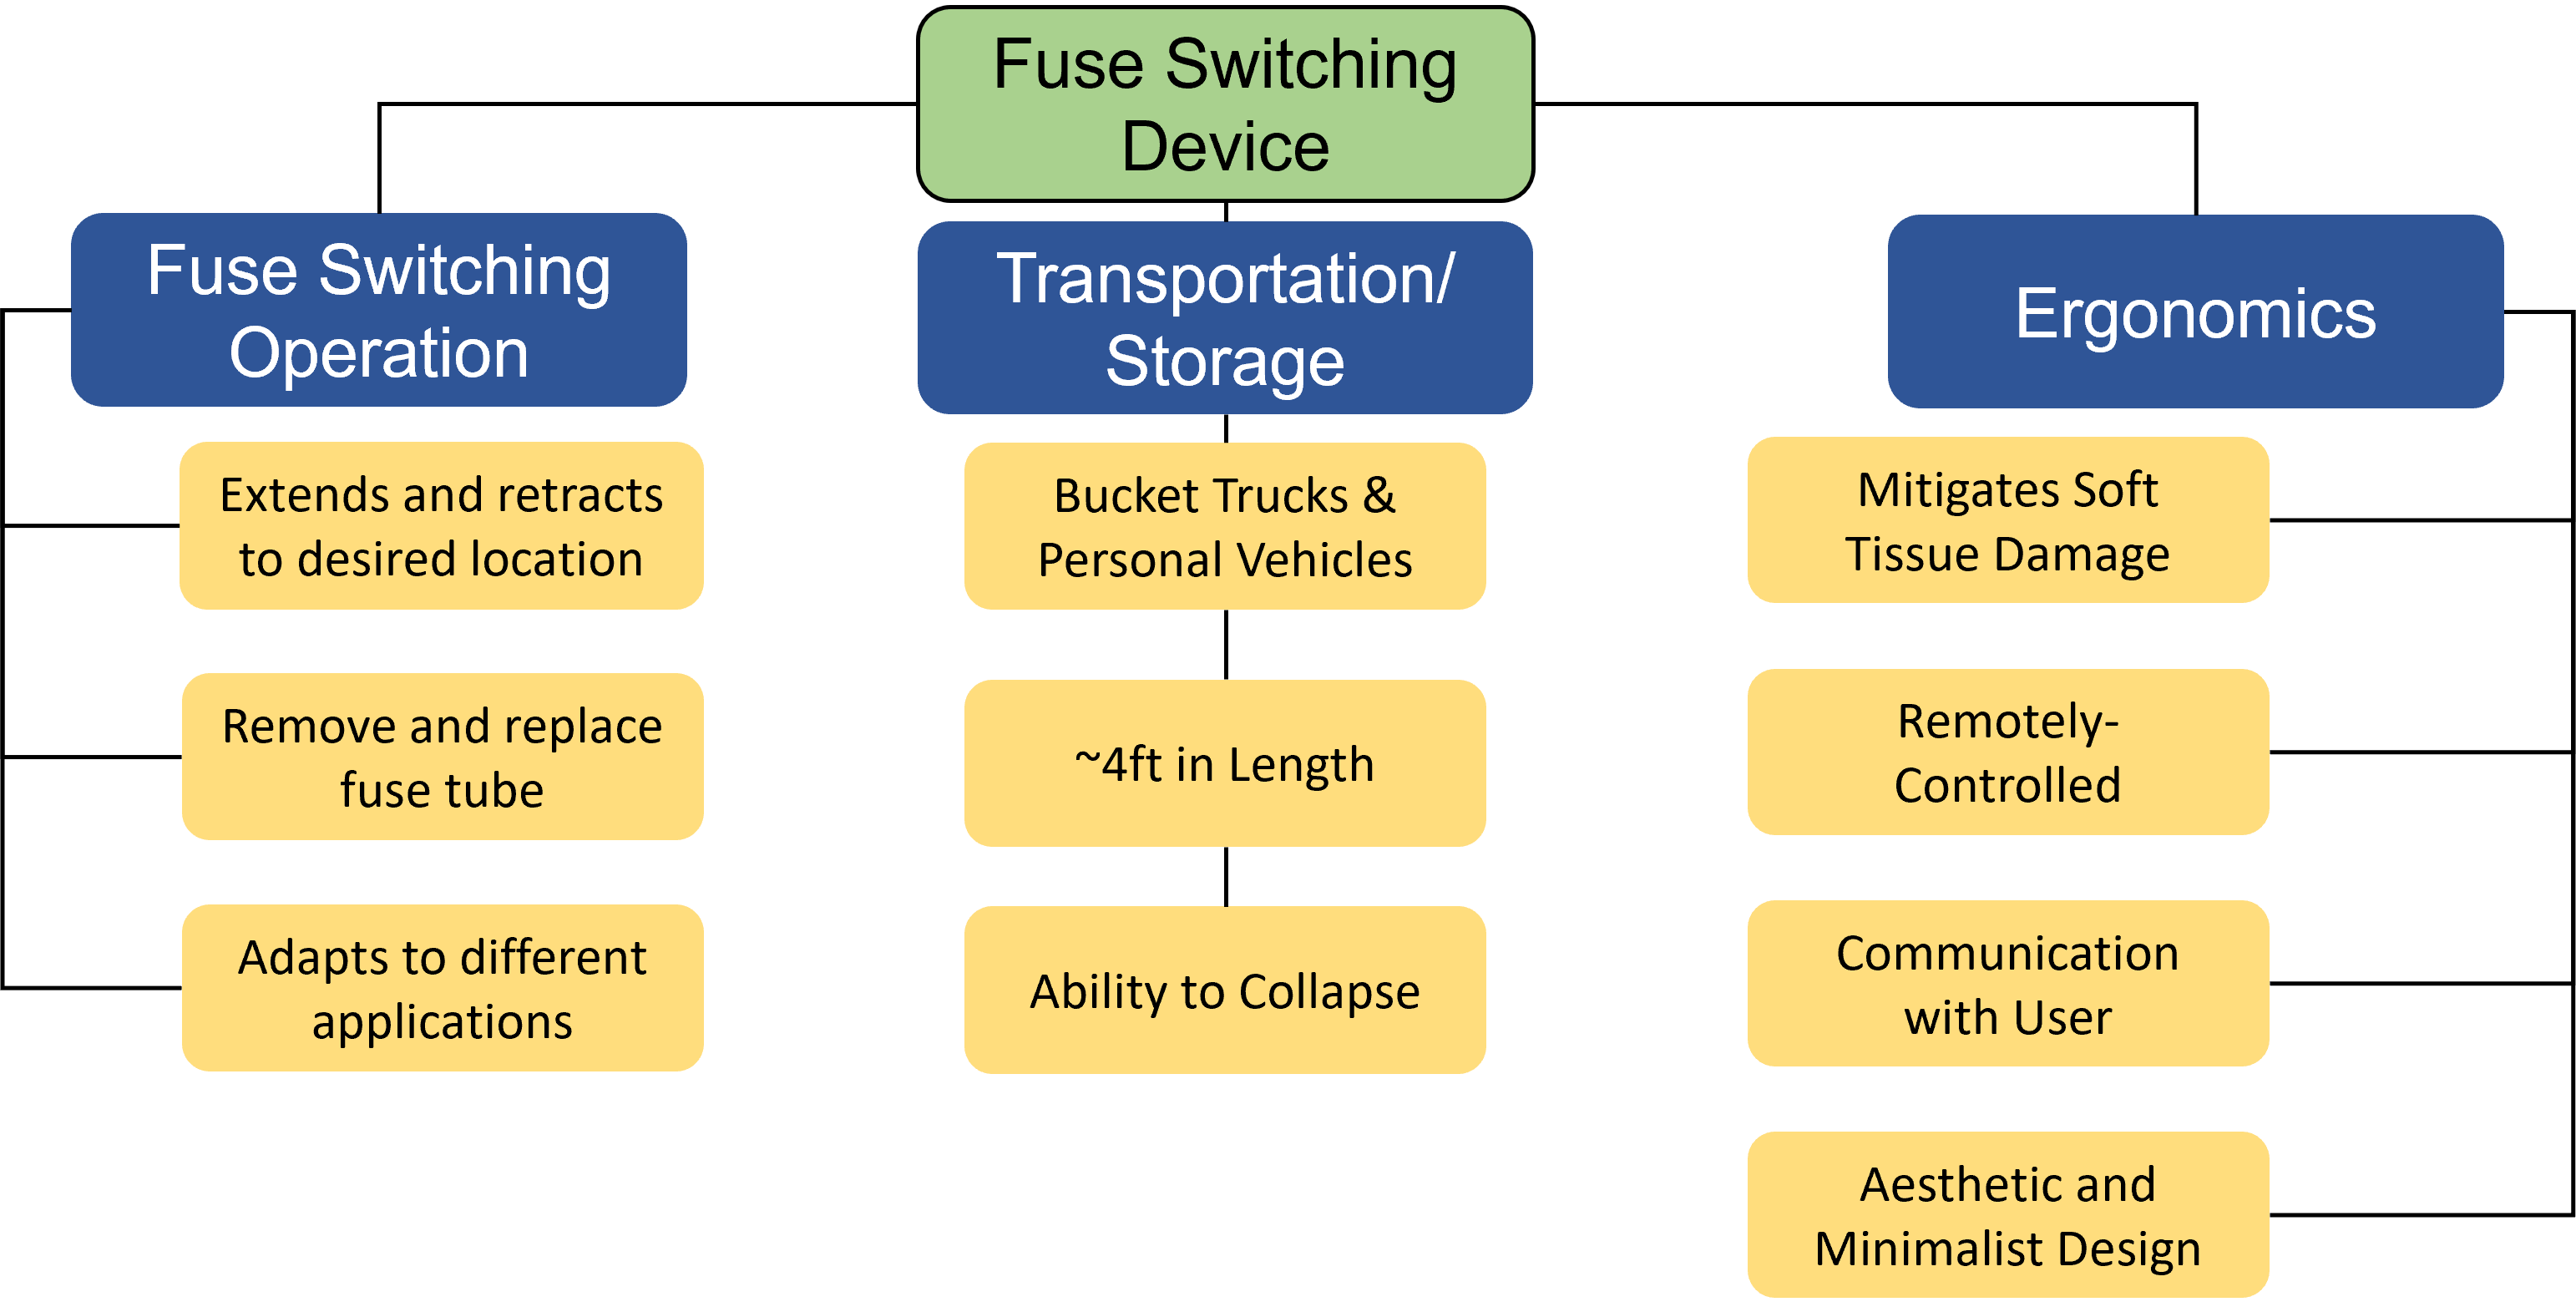 Fuse Switching
Device
Fuse Switching
Operation
Extends and retracts
to desired location
Remove and replace
fuse tube
Adapts to different
applications
Transportation/
Storage
Bucket Trucks &
Personal Vehicles
~4ft in Length
Ability to Collapse
Ergonomics
Mitigates Soft
Tissue Damage
Remotely-
Controlled
Communication
with User
Aesthetic and
Minimalist Design